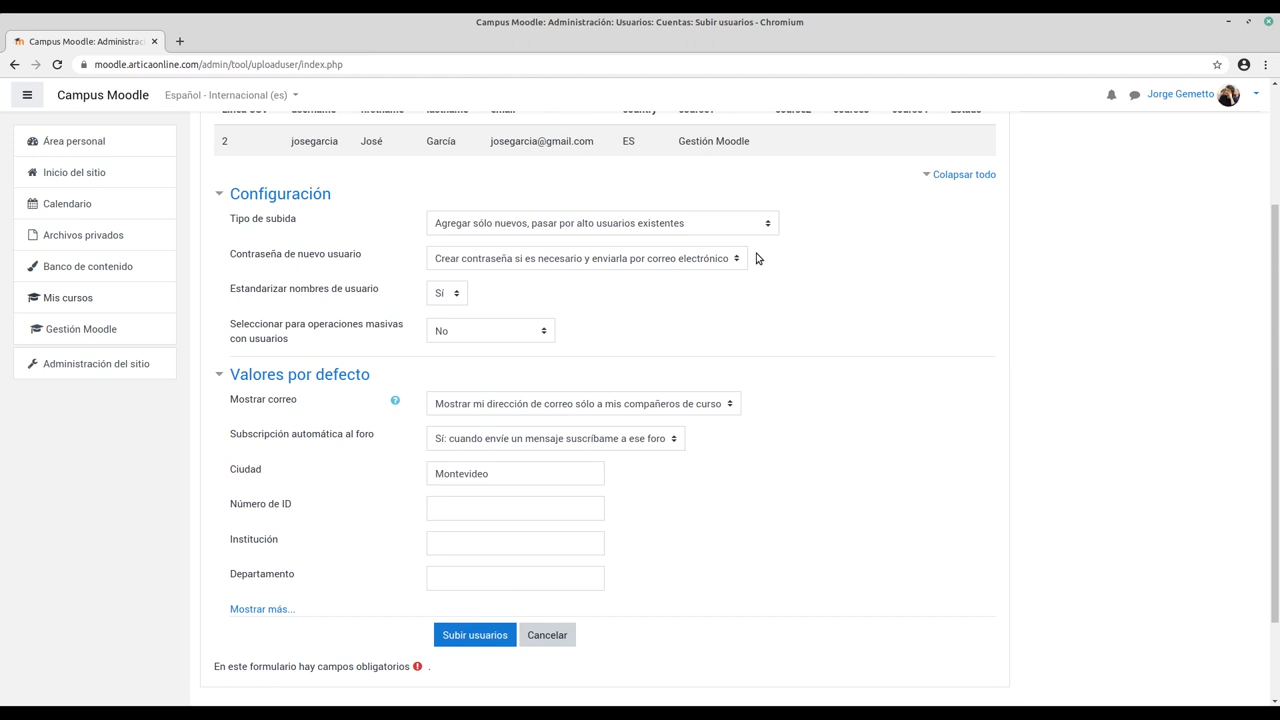 Campus Moodle: Administración: Usuarios: Cuentas: Subir usuarios - Chromium
Campus Moodle: Administrac
moodle.articaonline.com/admin/tool/uploaduser/index.php
Campus Moodle
Español - Internacional (es)
Jorge Gemetto
Área personal
Inicio del sitio
Calendario
Archivos privados
Banco de contenido
Mis cursos
Gestión Moodle
Administración del sitio
2 josegarcia José García josegarcia@gmail.com ES Gestión Moodle
Colapsar todo
Configuración
Tipo de subida Agregar sólo nuevos, pasar por alto usuarios existentes
Contraseña de nuevo usuario Crear contraseña si es necesario y enviarla por correo electrónico
Estandarizar nombres de usuario Sí
Seleccionar para operaciones masivas
con usuarios No
Valores por defecto
Mostrar correo ? Mostrar mi dirección de correo sólo a mis compañeros de curso
Subscripción automática al foro Sí: cuando envíe un mensaje suscríbame a ese foro
Ciudad Montevideo
Número de ID
Institución
Departamento
Mostrar más...
Subir usuarios Cancelar
En este formulario hay campos obligatorios .